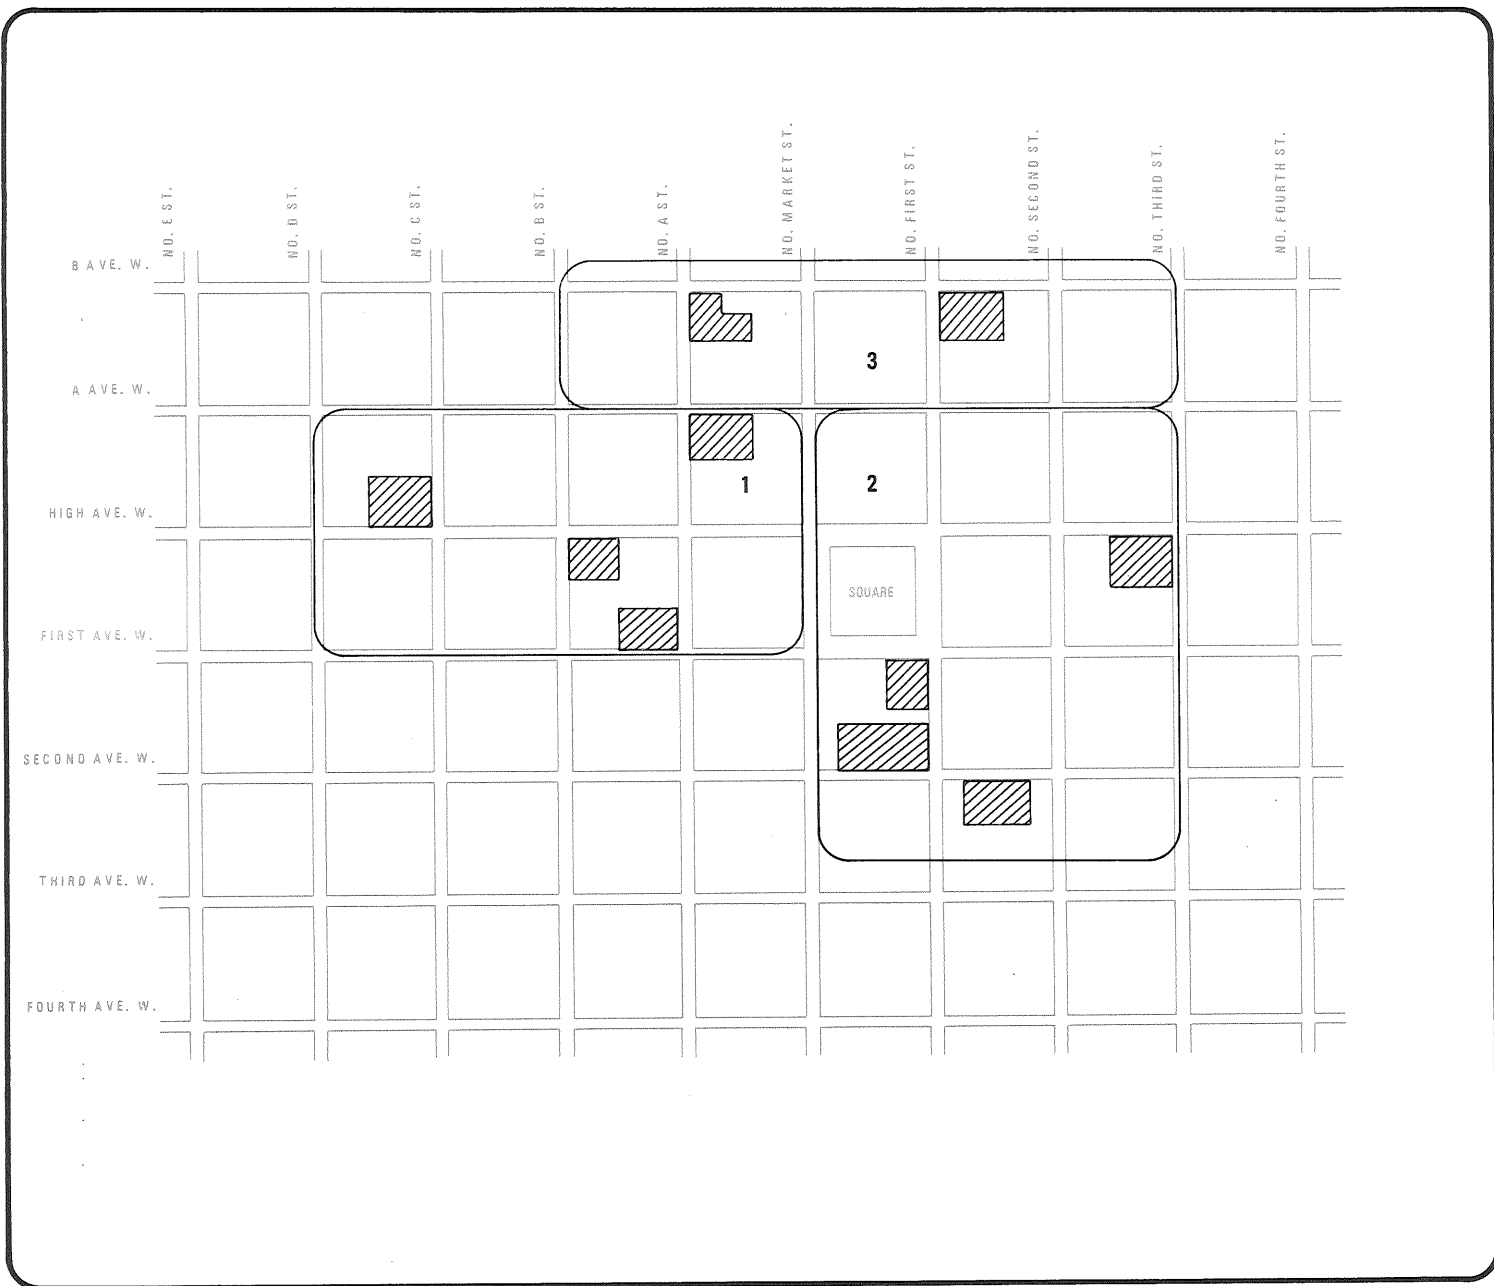 NO. E ST.
NO. D ST.
NO. C ST.
NO. B ST.
NO. A ST.
NO. MARKET ST.
NO. FIRST ST.
NO. SECOND ST.
NO. THIRD ST.
NO. FOURTH ST.
B AVE. W.
3
A AVE. W.
1
2
HIGH AVE. W.
SQUARE
FIRST AVE. W.
SECOND AVE. W.
THIRD AVE. W.
FOURTH AVE. W.